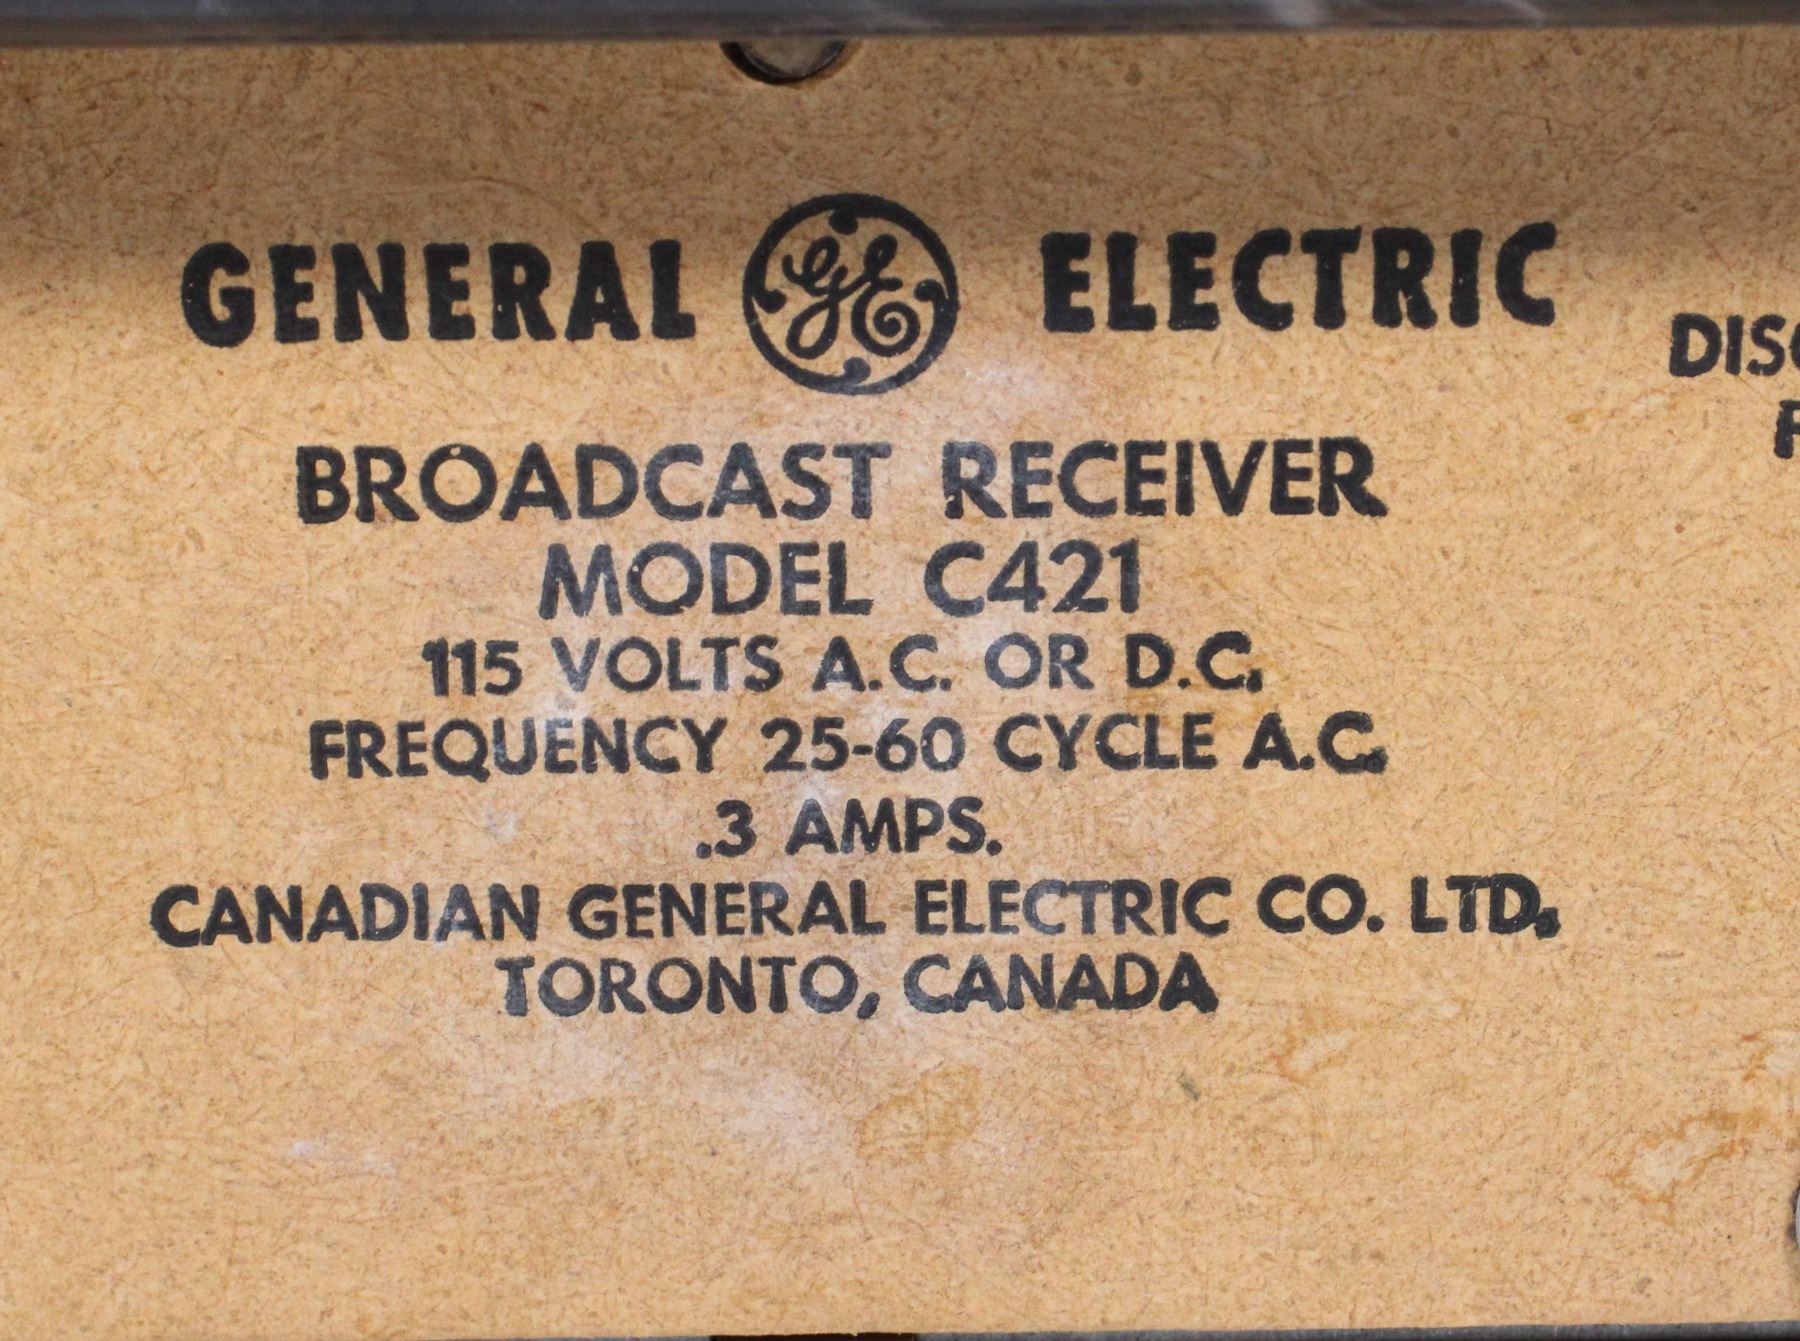 GENERAL GE ELECTRIC
BROADCAST RECEIVER
MODEL C421
115 VOLTS A.C. OR D.C.
FREQUENCY 25-60 CYCLE A.C.
.3 AMPS.
CANADIAN GENERAL ELECTRIC CO. LTD.
TORONTO, CANADA